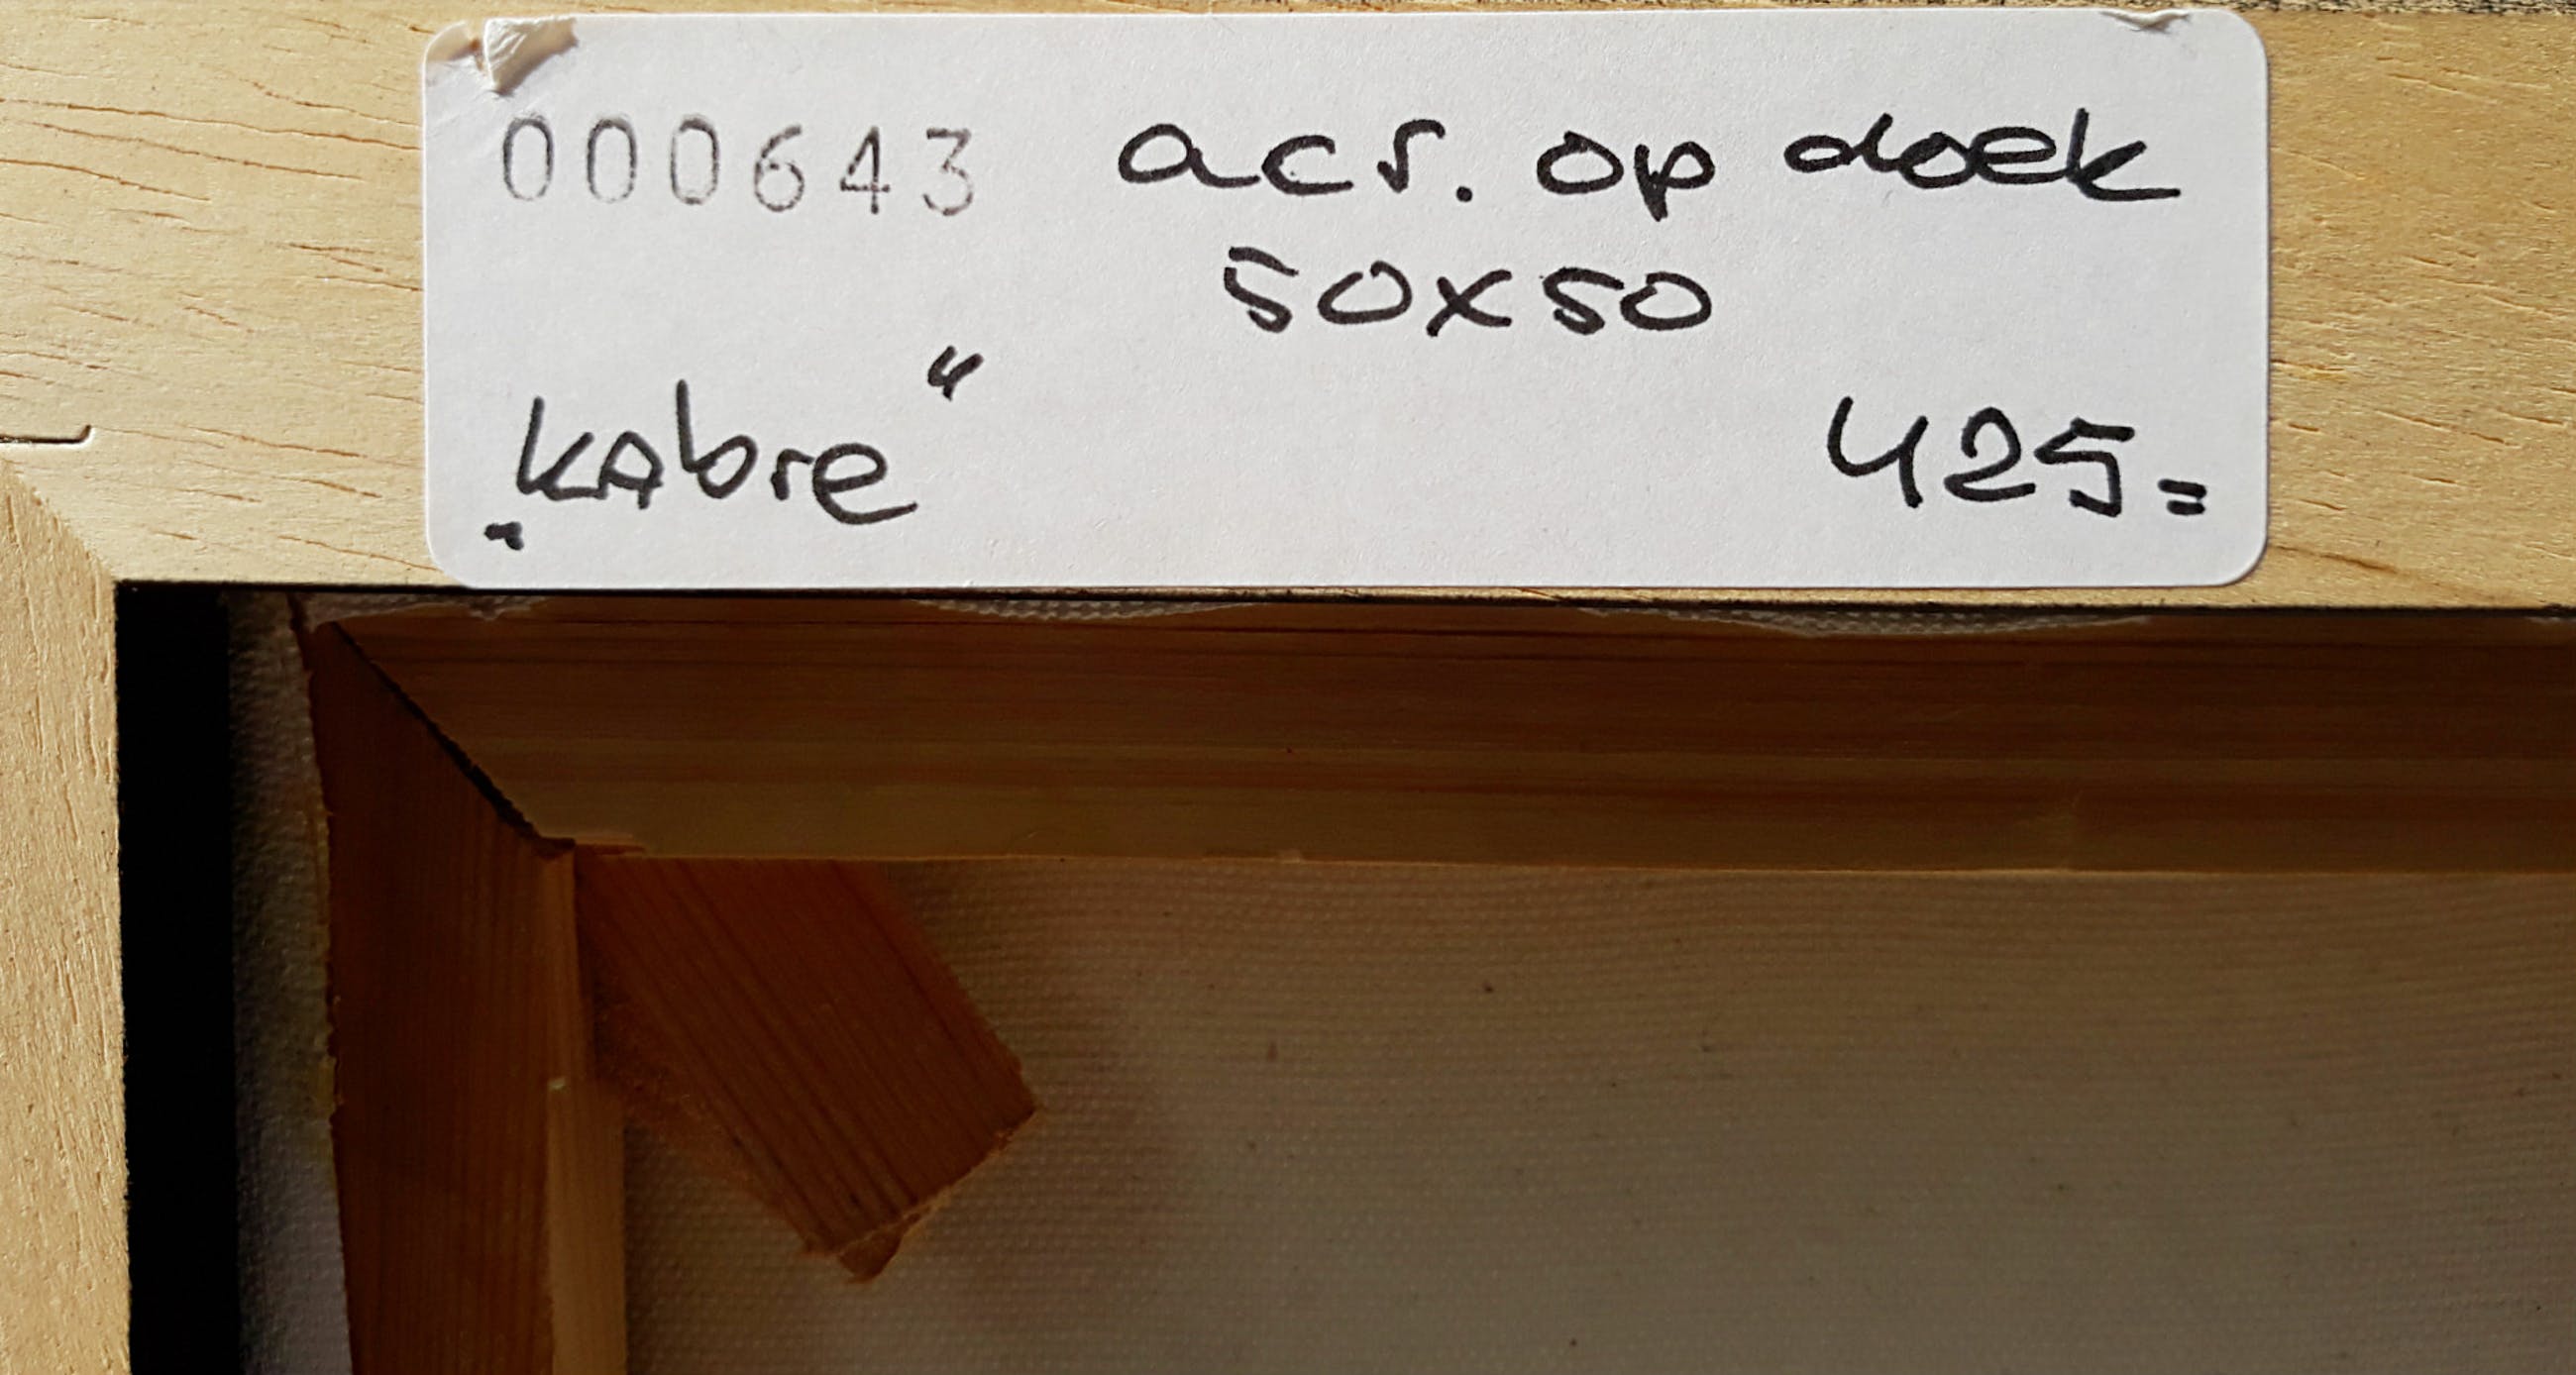 000643 acr. op doek
50x50
„kabre“
425=